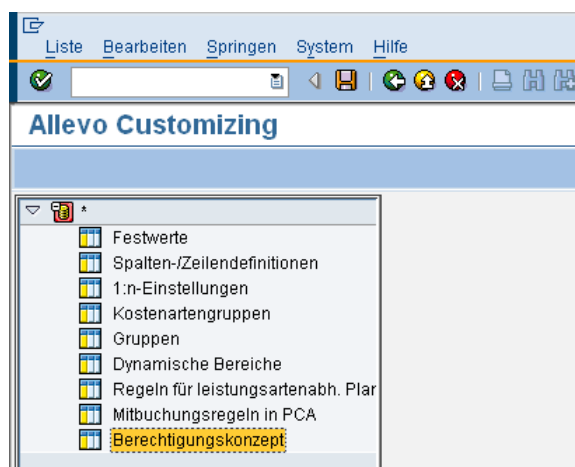 Liste Bearbeiten Springen System Hilfe
Allevo Customizing
*
Festwerte
Spalten-/Zeilendefinitionen
1:n-Einstellungen
Kostenartengruppen
Gruppen
Dynamische Bereiche
Regeln für leistungsartenabh. Plar
Mitbuchungsregeln in PCA
Berechtigungskonzept